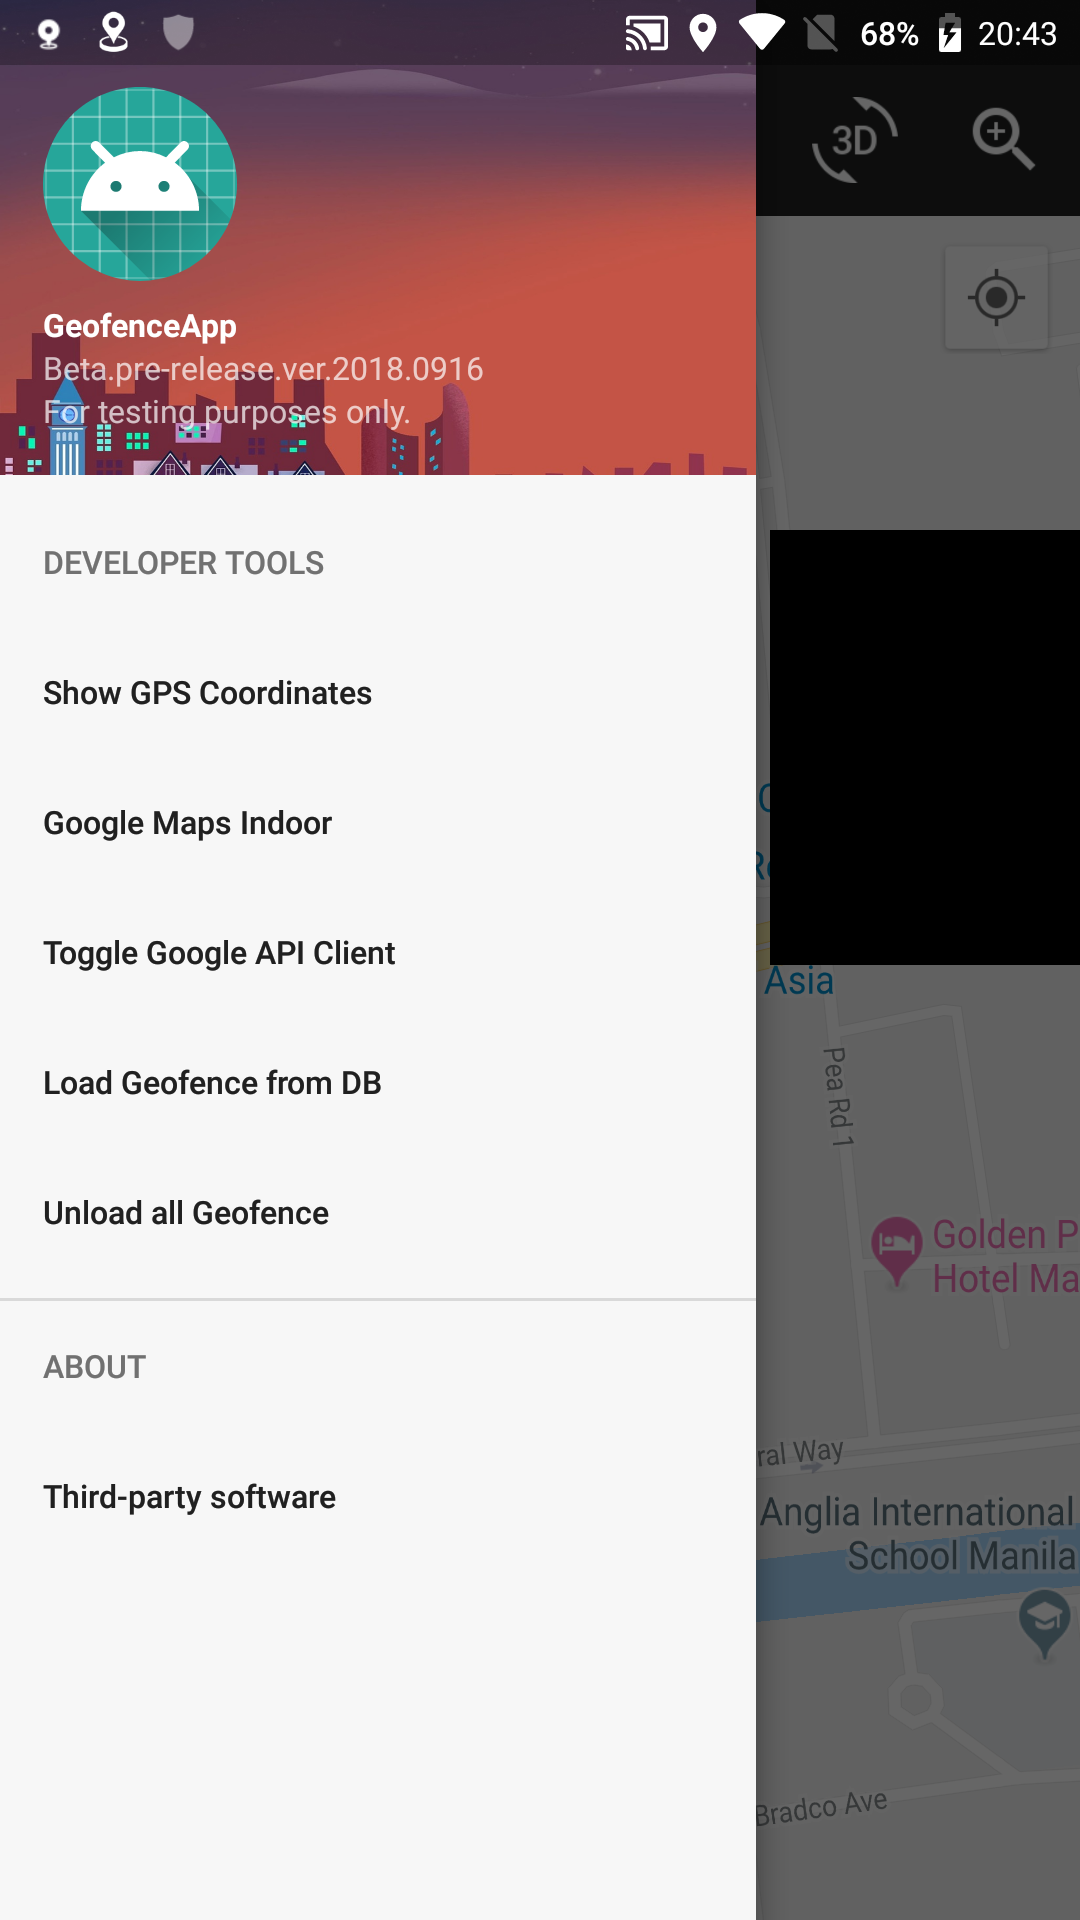 68% 20:43
3D
GeofenceApp
Beta.pre-release.ver.2018.0916
For testing purposes only.
DEVELOPER TOOLS
Show GPS Coordinates
Google Maps Indoor
Toggle Google API Client
Load Geofence from DB
Unload all Geofence
ABOUT
Third-party software
Asia
Pea Rd 1
Golden P
Hotel Ma
ral Way
Anglia International
School Manila
Bradco Ave